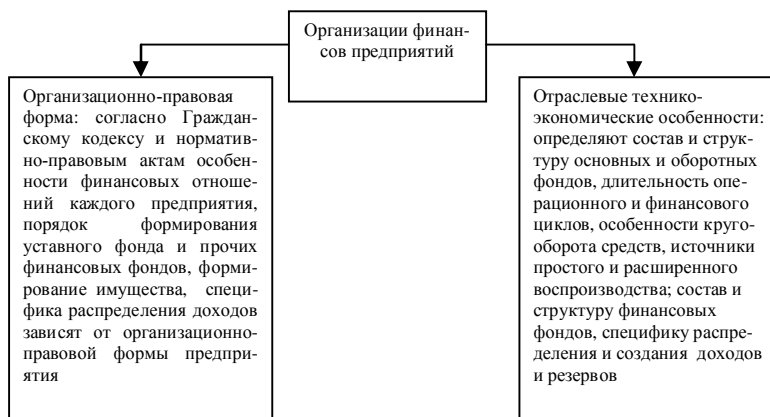 Организации финан-
сов предприятий
Организационно-правовая
форма: согласно Граждан-
скому кодексу и норматив-
но-правовым актам особен-
ности финансовых отноше-
ний каждого предприятия,
порядок формирования
уставного фонда и прочих
финансовых фондов, форми-
рование имущества, специ-
фика распределения доходов
зависят от организационно-
правовой формы предпри-
ятия
Отраслевые технико-
экономические особенности:
определяют состав и струк-
туру основных и оборотных
фондов, длительность опе-
рационного и финансового
циклов, особенности круго-
оборота средств, источники
простого и расширенного
воспроизводства; состав и
структуру финансовых
фондов, специфику распре-
деления и создания доходов
и резервов